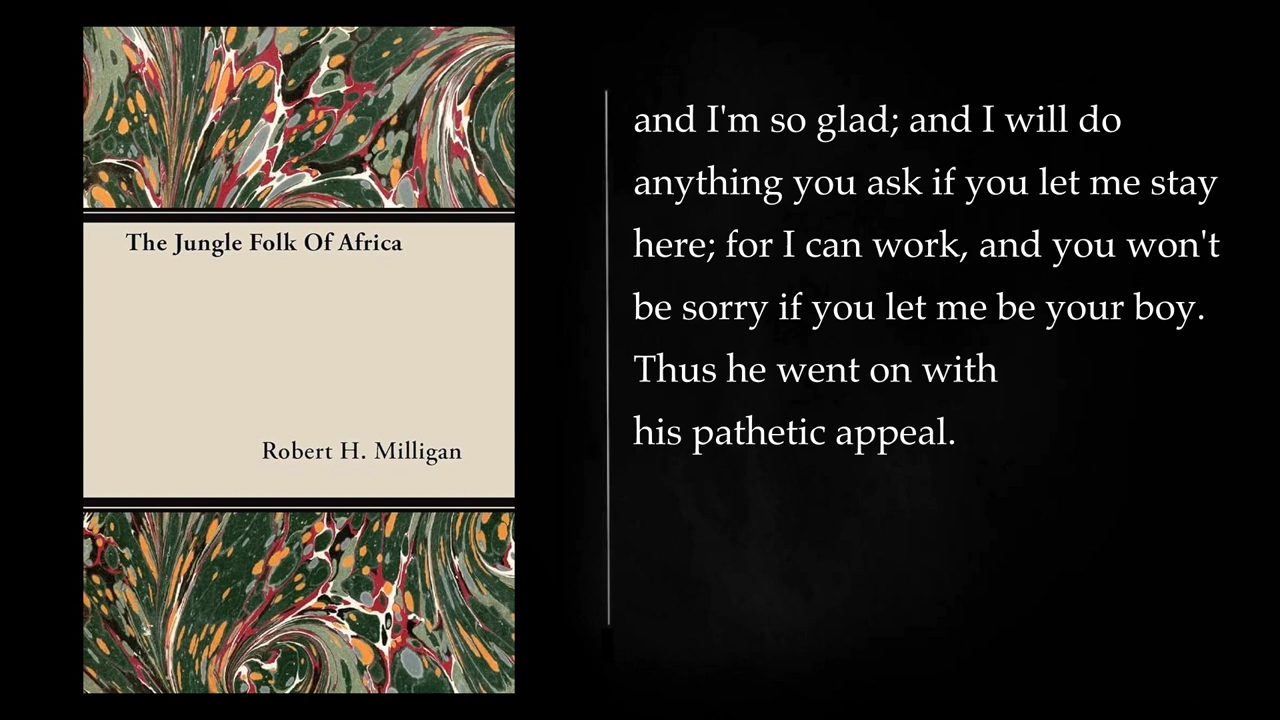 The Jungle Folk Of Africa
Robert H. Milligan
and I'm so glad; and I will do
anything you ask if you let me stay
here; for I can work, and you won't
be sorry if you let me be your boy.
Thus he went on with
his pathetic appeal.